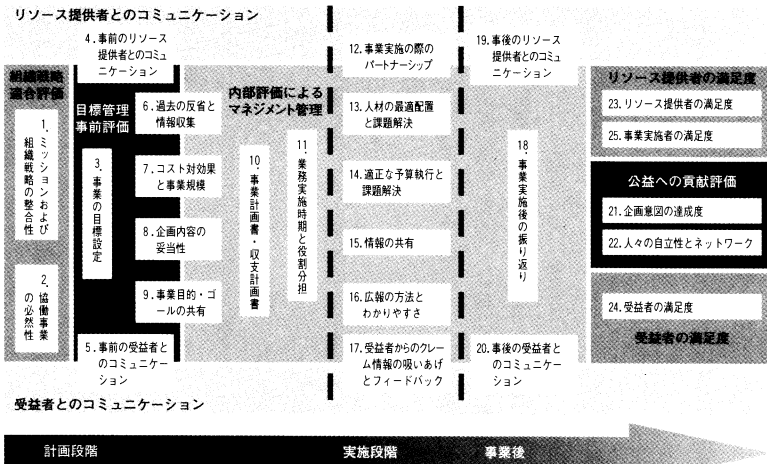 リソース提供者とのコミュニケーション
組織戦略
適合評価
1.ミッションおよび
組織戦略の整合性
2.協働事業
の必然性
4.事前のリソース
提供者とのコミュ
ニケーション
目標管理
事前評価
3.事業の目標設定
6.過去の反省と
情報収集
7.コスト対効果
と事業規模
8.企画内容の
妥当性
9.事業目的・ゴ
ールの共有
5.事前の受益者と
のコミュニケーシ
ョン
内部評価による
マネジメント管理
10.事業計画書・収支計画書
11.業務実施時期と役割分担
12.事業実施の際の
パートナーシップ
13.人材の最適配置
と課題解決
14.適正な予算執行と
課題解決
15.情報の共有
16.広報の方法と
わかりやすさ
17.受益者からのクレー
ム情報の吸いあげ
とフィードバック
19.事後のリソース
提供者とのコミュ
ニケーション
18.事業実施後の振り返り
20.事後の受益者と
のコミュニケーシ
ョン
リソース提供者の満足度
23.リソース提供者の満足度
25.事業実施者の満足度
公益への貢献評価
21.企画意図の達成度
22.人々の自立性とネットワーク
24.受益者の満足度
受益者の満足度
受益者とのコミュニケーション
計画段階
実施段階
事業後